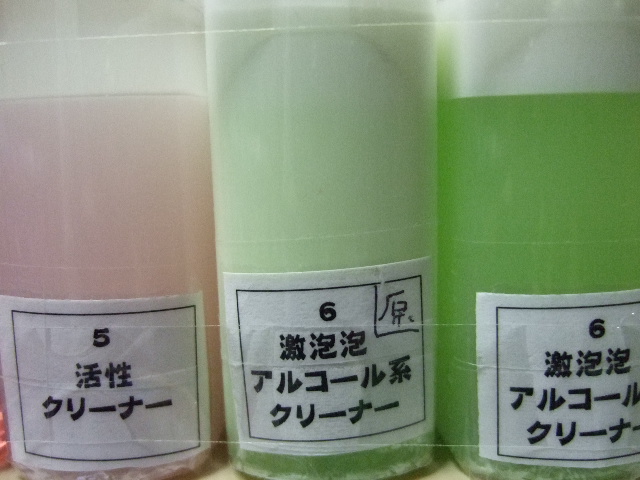 5
活性
クリーナー
6
原
激泡泡
アルコール系
クリーナー
6
激泡泡
アルコール
クリーナ